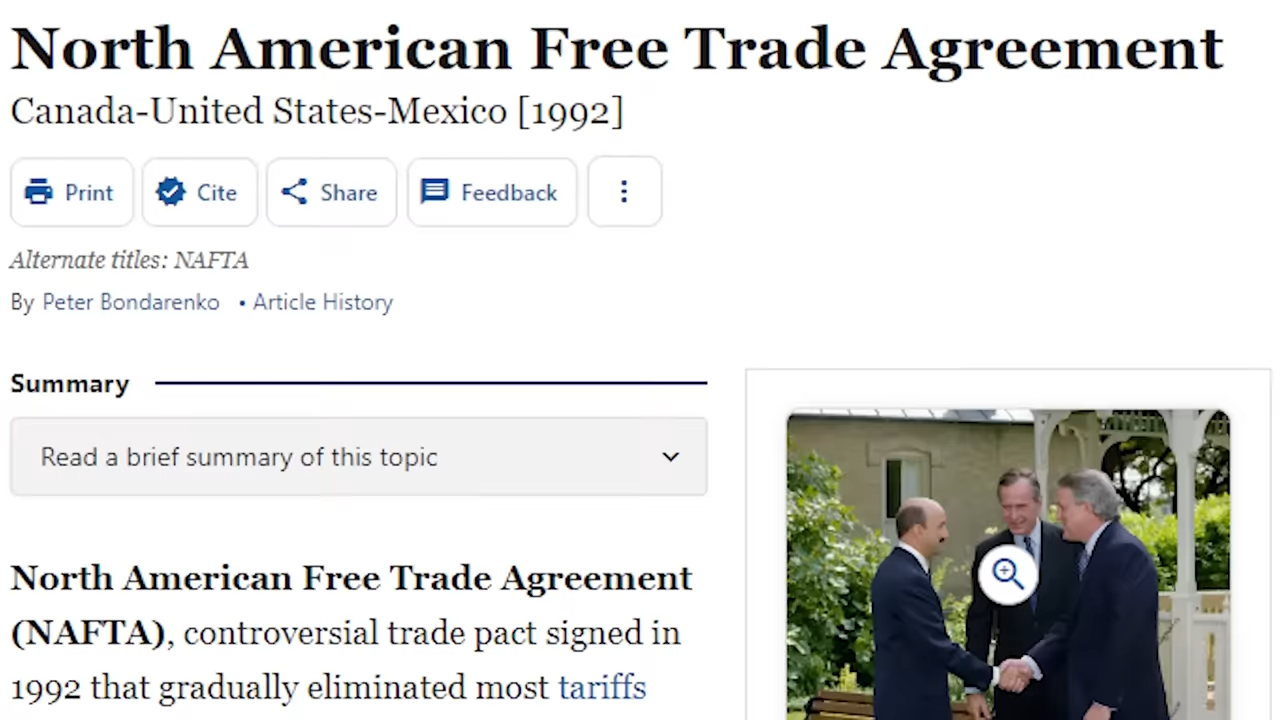 North American Free Trade Agreement
Canada-United States-Mexico [1992]
Print Cite Share Feedback
Alternate titles: NAFTA
By Peter Bondarenko • Article History
Summary
Read a brief summary of this topic
North American Free Trade Agreement
(NAFTA), controversial trade pact signed in
1992 that gradually eliminated most tariffs